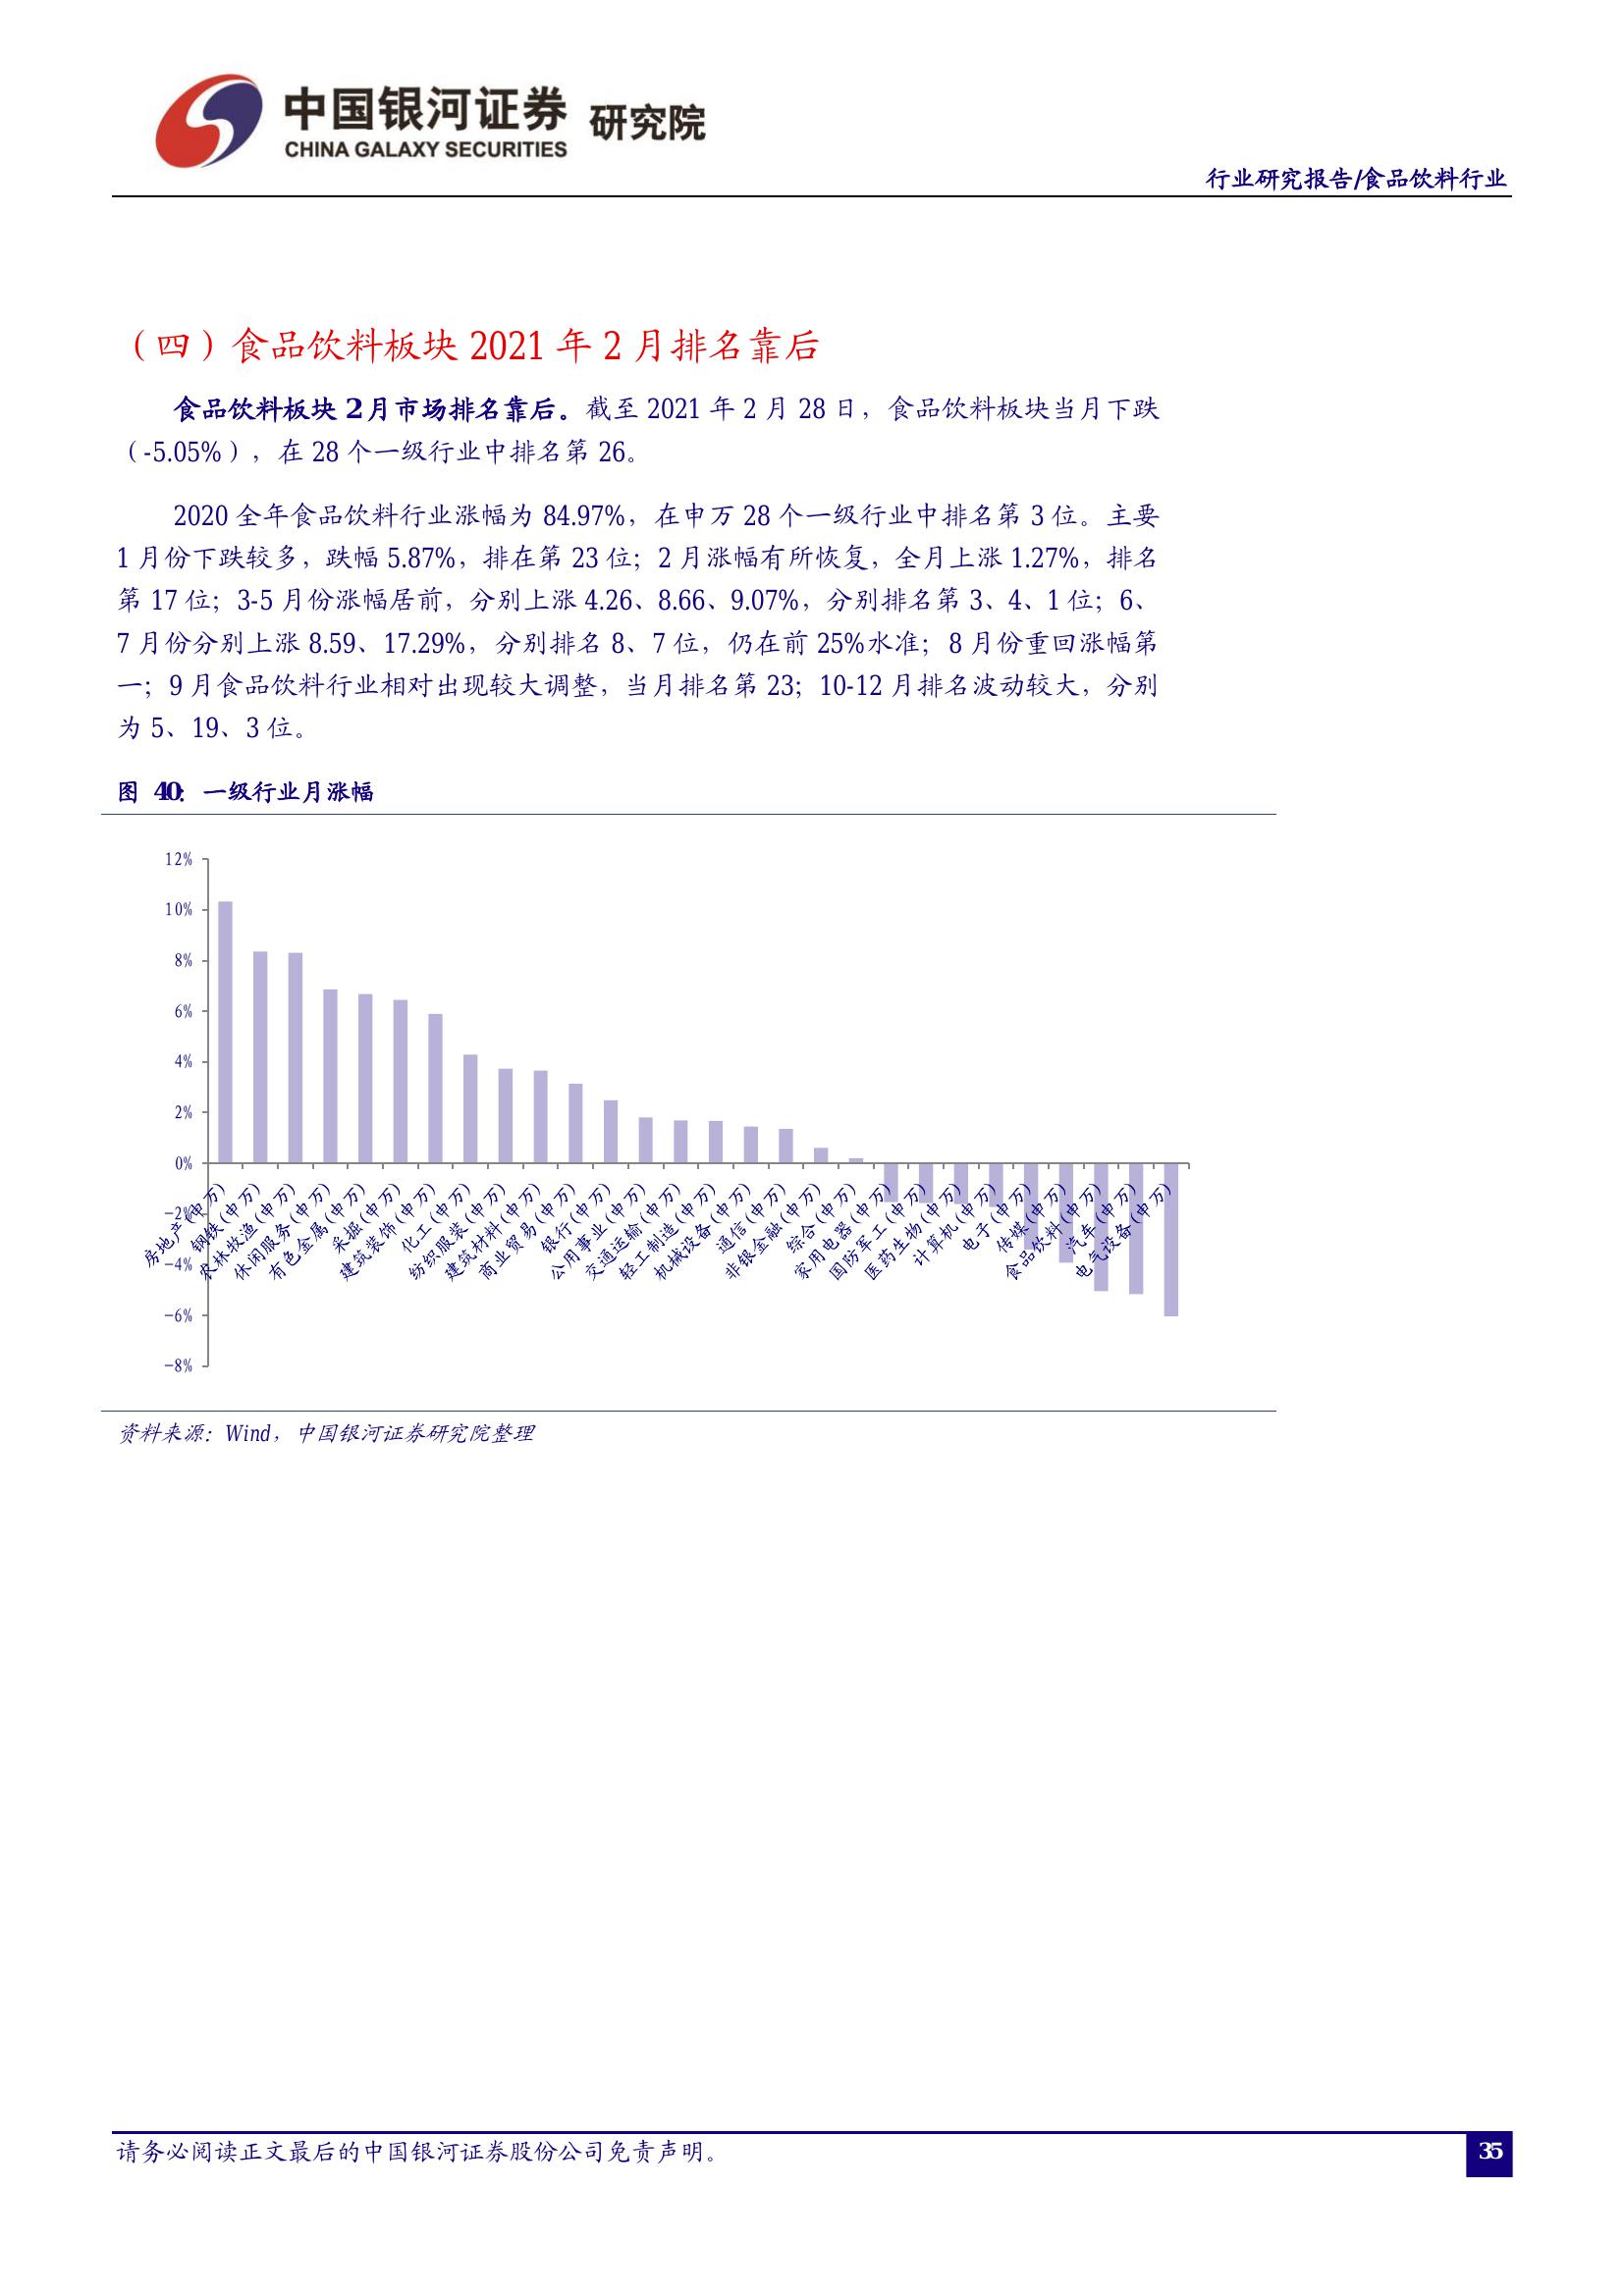 中国银河证券 研究院
CHINA GALAXY SECURITIES
行业研究报告/食品饮料行业
（四）食品饮料板块 2021 年 2 月排名靠后
食品饮料板块 2 月市场排名靠后。截至 2021 年 2 月 28 日，食品饮料板块当月下跌
（-5.05%），在 28 个一级行业中排名第 26。
2020 全年食品饮料行业涨幅为 84.97%，在申万 28 个一级行业中排名第 3 位。主要
1 月份下跌较多，跌幅 5.87%，排在第 23 位；2 月涨幅有所恢复，全月上涨 1.27%，排名
第 17 位；3-5 月份涨幅居前，分别上涨 4.26、8.66、9.07%，分别排名第 3、4、1 位；6、
7 月份分别上涨 8.59、17.29%，分别排名 8、7 位，仍在前 25%水准；8 月份重回涨幅第
一；9 月食品饮料行业相对出现较大调整，当月排名第 23；10-12 月排名波动较大，分别
为 5、19、3 位。
图 40：一级行业月涨幅
12%
10%
8%
6%
4%
2%
0%
-2%
-4%
-6%
-8%
房地产(申万)
钢铁(申万)
农林牧渔(申万)
休闲服务(申万)
有色金属(申万)
采掘(申万)
建筑装饰(申万)
化工(申万)
纺织服装(申万)
建筑材料(申万)
商业贸易(申万)
银行(申万)
公用事业(申万)
交通运输(申万)
轻工制造(申万)
机械设备(申万)
通信(申万)
非银金融(申万)
综合(申万)
家用电器(申万)
国防军工(申万)
医药生物(申万)
计算机(申万)
电子(申万)
传媒(申万)
食品饮料(申万)
汽车(申万)
电气设备(申万)
资料来源：Wind，中国银河证券研究院整理
请务必阅读正文最后的中国银河证券股份公司免责声明。
35